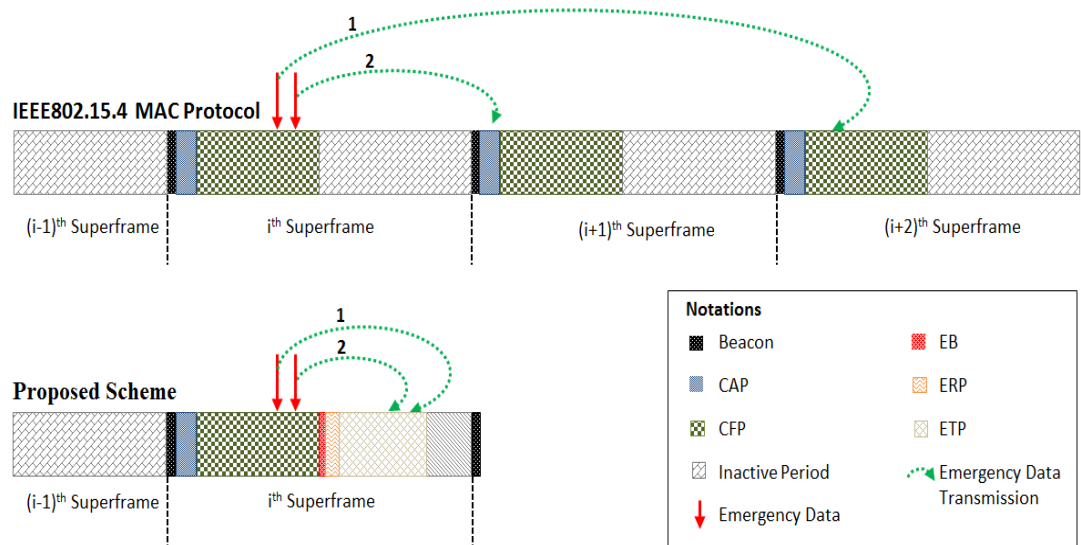 1
2
IEEE802.15.4 MAC Protocol
(i-1)th Superframe
ith Superframe
(i+1)th Superframe
(i+2)th Superframe
1
2
Proposed Scheme
(i-1)th Superframe
ith Superframe
Notations
Beacon
EB
CAP
ERP
CFP
ETP
Inactive Period
Emergency Data
Transmission
Emergency Data